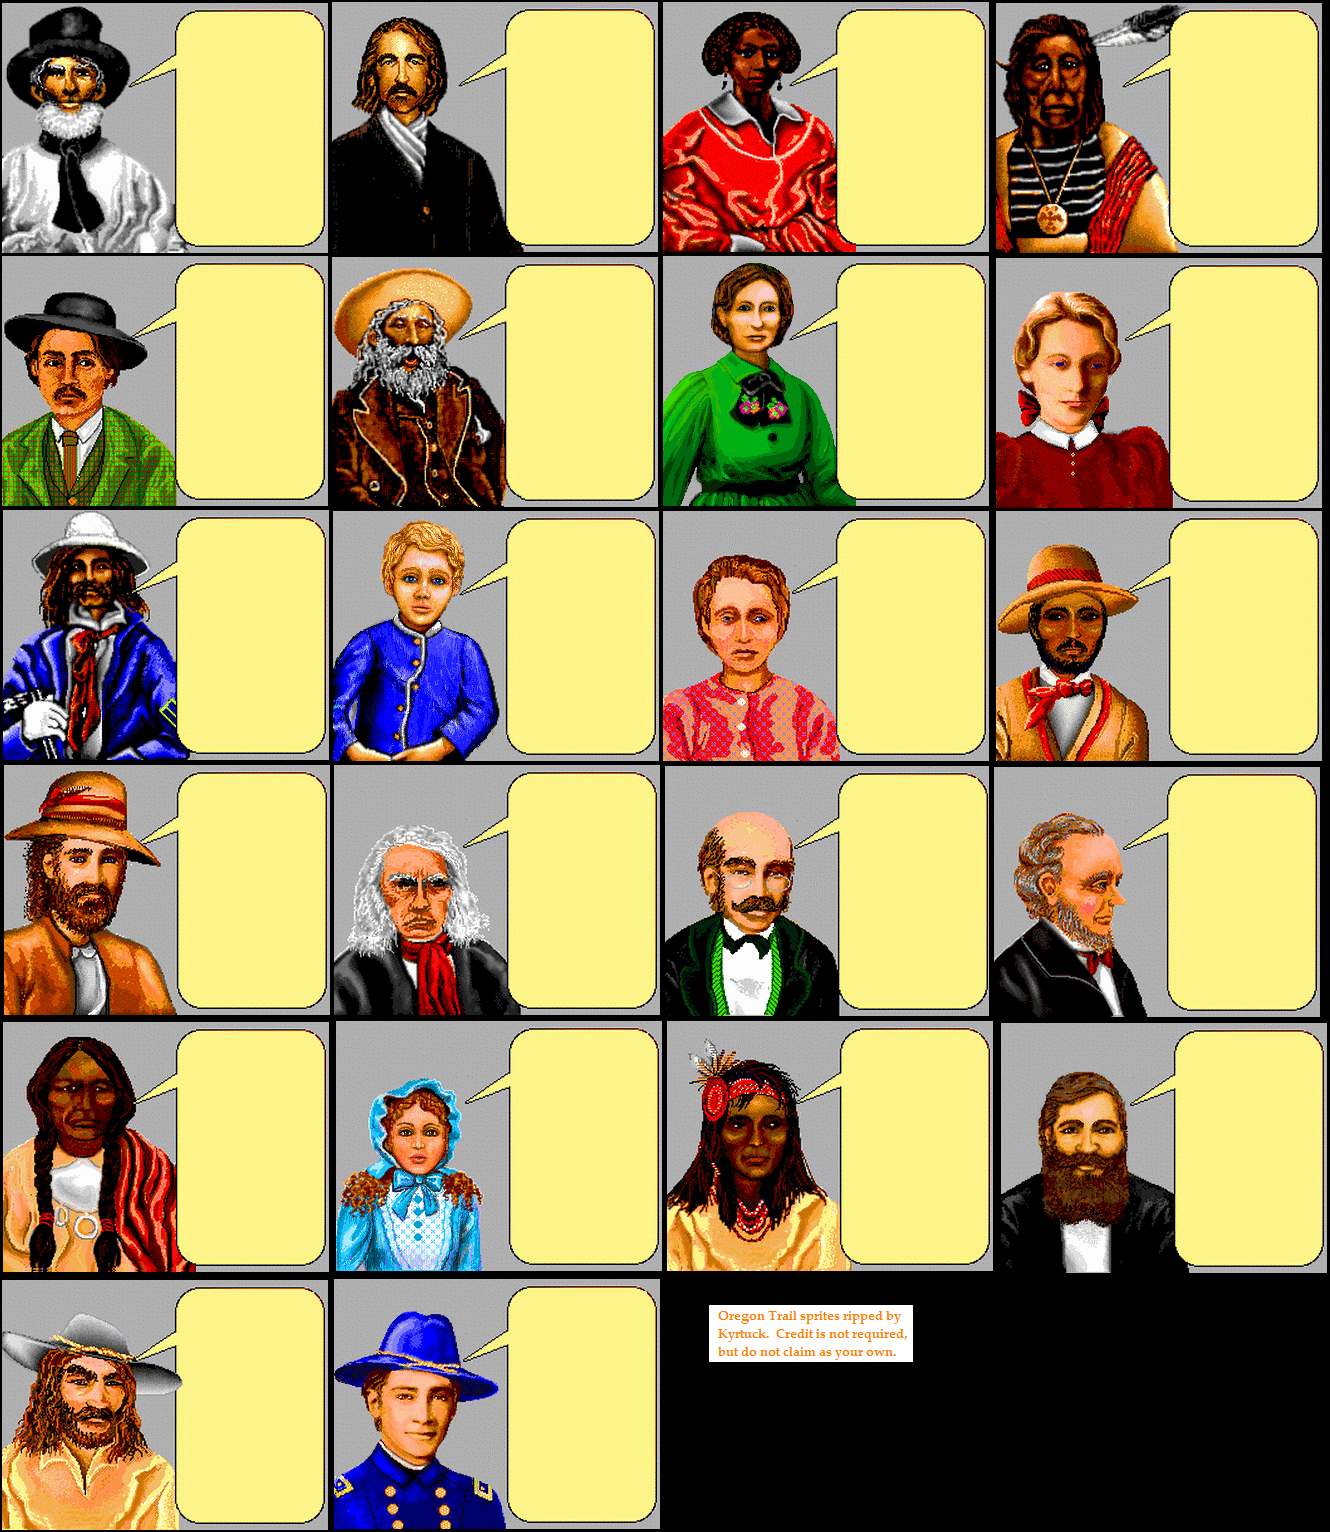 Oregon Trail sprites ripped by
Kyrtuck.  Credit is not required,
but do not claim as your own.